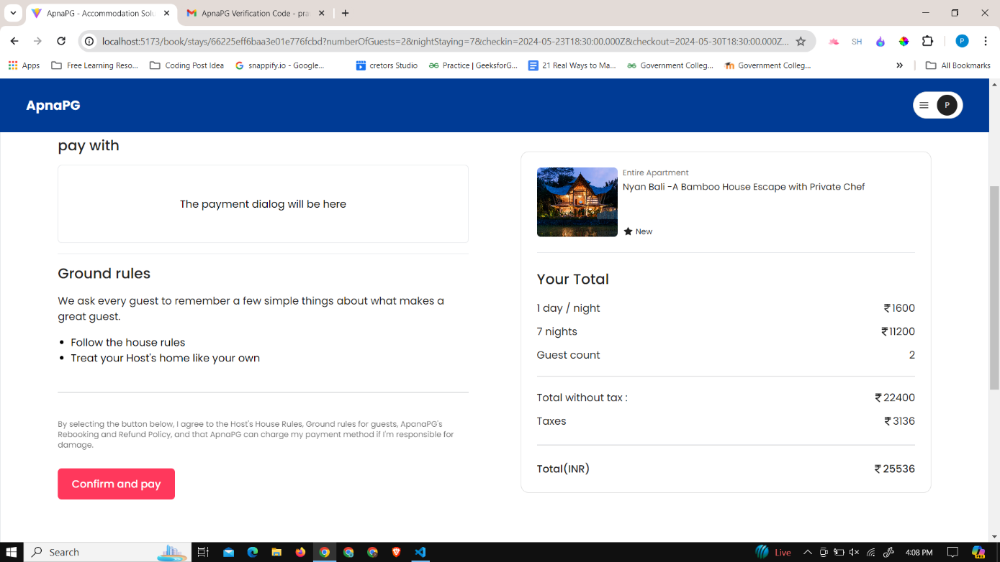 ApnaPG - Accommodation Solu
ApnaPG Verification Code - pra
localhost:5173/book/stays/66225eff6baa3e01e776fcbd?numberOfGuests=2&nightStaying=7&checkin=2024-05-23T18:30:00.000Z&checkout=2024-05-30T18:30:00.000Z...
SH
P
Apps
Free Learning Reso...
Coding Post Idea
snappify.io - Google...
cretors Studio
Practice | GeeksforG...
21 Real Ways to Ma...
Government Colleg...
Government Colleg...
All Bookmarks
ApnaPG
P
pay with
The payment dialog will be here
Ground rules
We ask every guest to remember a few simple things about what makes a
great guest.
• Follow the house rules
• Treat your Host's home like your own
By selecting the button below, I agree to the Host's House Rules, Ground rules for guests, ApanaPG's
Rebooking and Refund Policy, and that ApnaPG can charge my payment method if I'm responsible for
damage.
Confirm and pay
Entire Apartment
Nyan Bali -A Bamboo House Escape with Private Chef
New
Your Total
1 day / night ₹1600
7 nights ₹11200
Guest count 2
Total without tax : ₹22400
Taxes ₹3136
Total(INR) ₹25536
Search
Live
4:08 PM